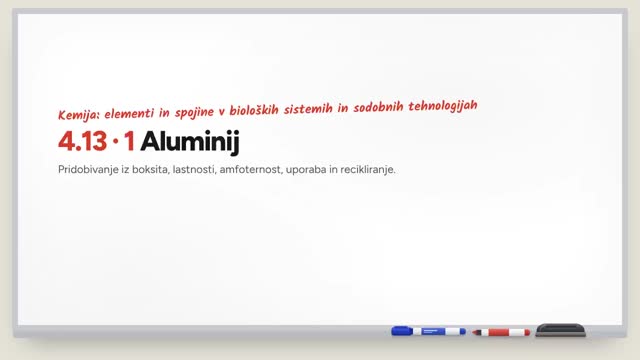 Kemija: elementi in spojine v bioloških sistemih in sodobnih tehnologijah
4.13 · 1 Aluminij
Pridobivanje iz boksita, lastnosti, amfoternost, uporaba in recikliranje.